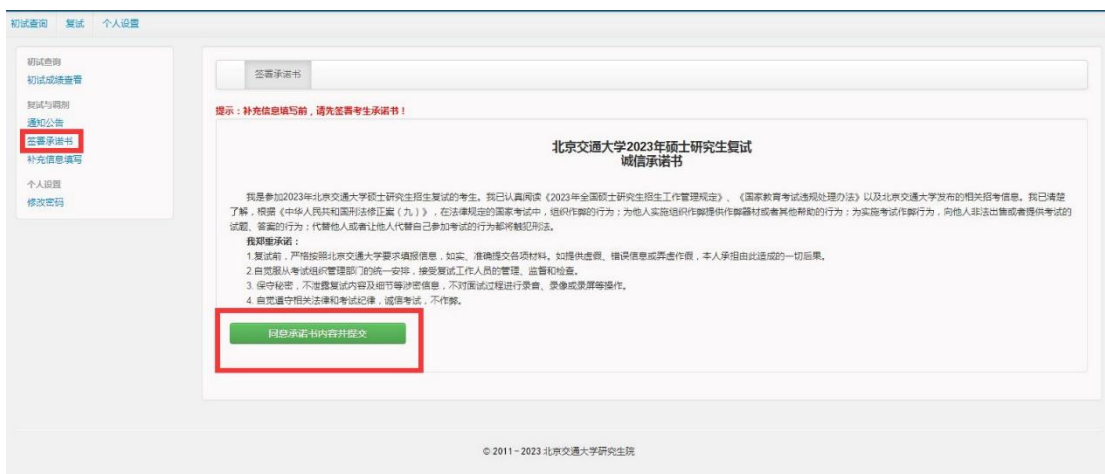 初试查询 复试 个人设置
初试查询
初试成绩查看
复试与调剂
通知公告
签署承诺书
补充信息填写
个人设置
修改密码
签署承诺书
提示：补充信息填写前，请先签署考生承诺书！
北京交通大学2023年硕士研究生复试
诚信承诺书
我是参加2023年北京交通大学硕士研究生招生复试的考生。我已认真阅读《2023年全国硕士研究生招生工作管理规定》、《国家教育考试违规处理办法》以及北京交通大学发布的相关招考信息。我已清楚
了解，根据《中华人民共和国刑法修正案（九）》，在法律规定的国家考试中，组织作弊的行为；为他人实施组织作弊提供作弊器材或者其他帮助的行为；为实施考试作弊行为，向他人非法出售或者提供考试的
试题、答案的行为；代替他人或者让他人代替自己参加考试的行为都将触犯刑法。
我郑重承诺：
1.复试前，严格按照北京交通大学要求填报信息，如实、准确提交各项材料。如提供虚假、错误信息或弄虚作假，本人承担由此造成的一切后果。
2.自觉服从考试组织管理部门的统一安排，接受复试工作人员的管理、监督和检查。
3. 保守秘密，不泄露复试内容及细节等涉密信息，不对面试过程进行录音、录像或录屏等操作。
4. 自觉遵守相关法律和考试纪律，诚信考试，不作弊。
同意承诺书内容并提交
© 2011 - 2023 北京交通大学研究生院